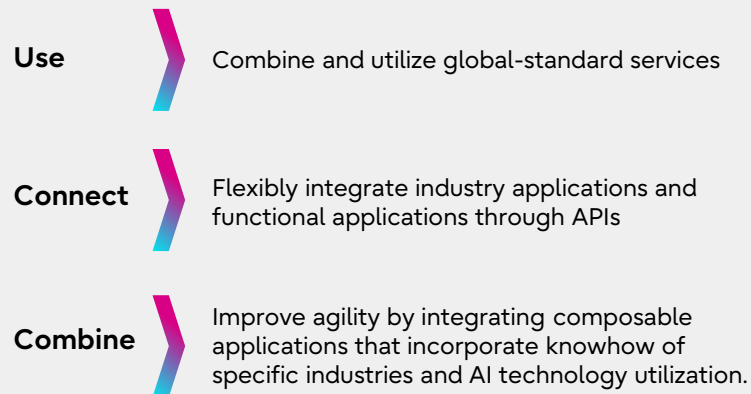 Use
Combine and utilize global-standard services
Connect
Flexibly integrate industry applications and
functional applications through APIs
Combine
Improve agility by integrating composable
applications that incorporate knowhow of
specific industries and AI technology utilization.